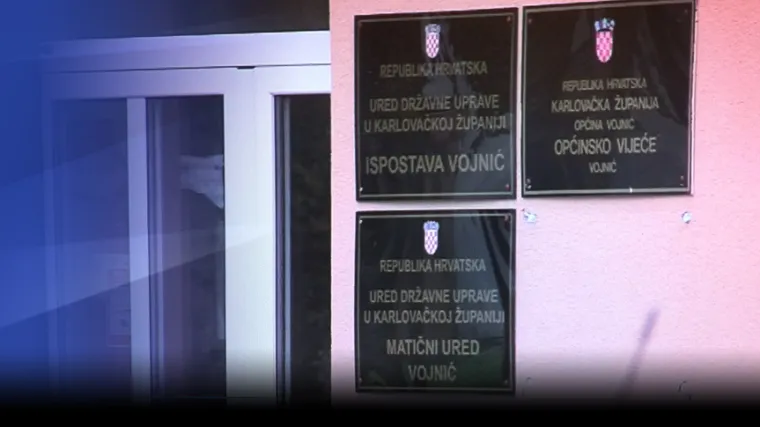 REPUBLIKA HRVATSKA
URED DRŽAVNE UPRAVE
U KARLOVAČKOJ ŽUPANIJI
ISPOSTAVA VOJNIĆ
REPUBLIKA HRVATSKA
KARLOVAČKA ŽUPANIJA
OPĆINA VOJNIĆ
OPĆINSKO VIJEĆE
VOJNIĆ
REPUBLIKA HRVATSKA
URED DRŽAVNE UPRAVE
U KARLOVAČKOJ ŽUPANIJI
MATIČNI URED
VOJNIĆ